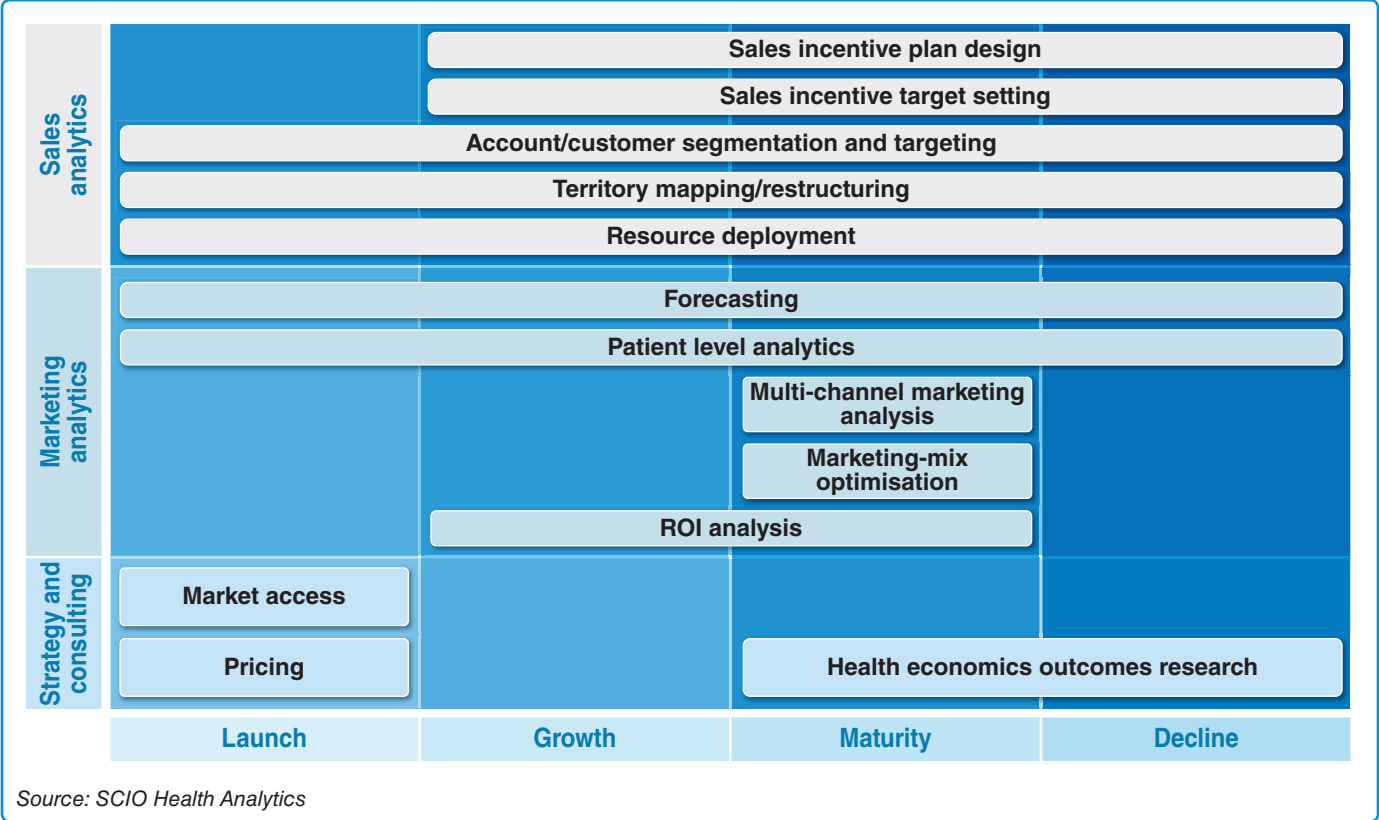 Sales
analytics
Sales incentive plan design
Sales incentive target setting
Account/customer segmentation and targeting
Territory mapping/restructuring
Resource deployment
Marketing
analytics
Forecasting
Patient level analytics
Multi-channel marketing
analysis
Marketing-mix
optimisation
ROI analysis
Strategy and
consulting
Market access
Pricing
Health economics outcomes research
Launch
Growth
Maturity
Decline
Source: SCIO Health Analytics